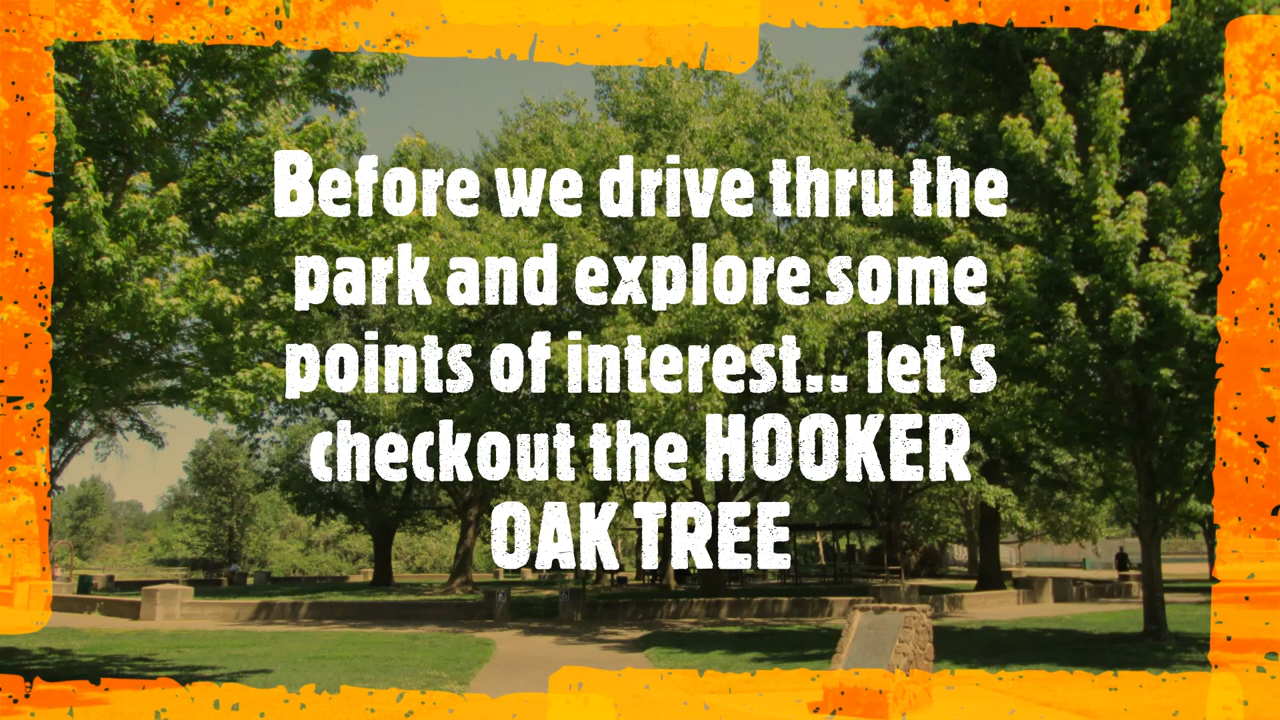 Before we drive thru the
park and explore some
points of interest.. let's
checkout the HOOKER
OAK TREE